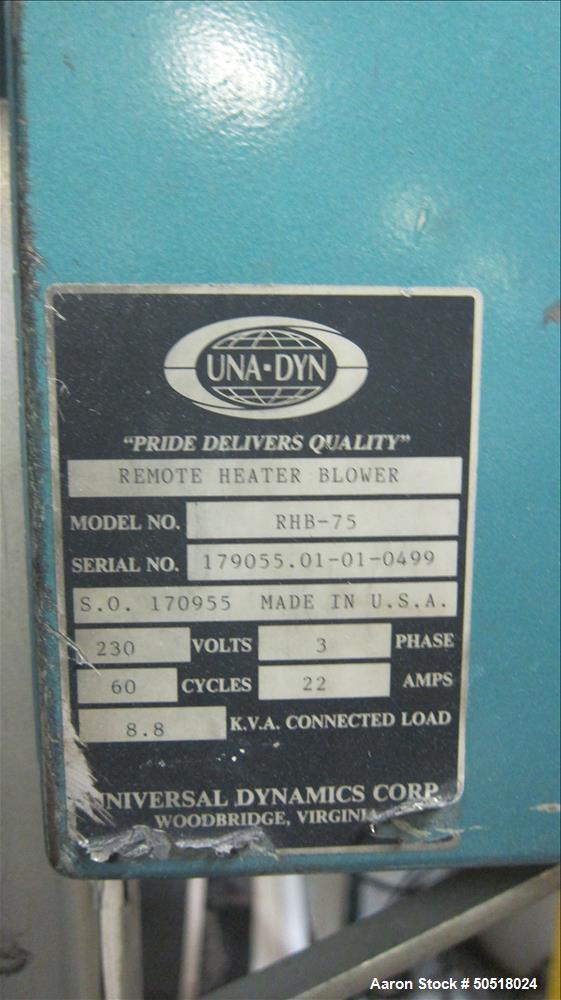 UNA-DYN
"PRIDE DELIVERS QUALITY"
REMOTE HEATER BLOWER
MODEL NO. RHB-75
SERIAL NO. 179055.01-01-0499
S.O. 170955 MADE IN U.S.A.
230 VOLTS 3 PHASE
60 CYCLES 22 AMPS
8.8 K.V.A. CONNECTED LOAD
UNIVERSAL DYNAMICS CORP.
WOODBRIDGE, VIRGINIA
Aaron Stock # 50518024